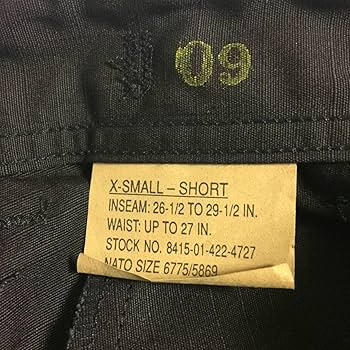 09
X-SMALL – SHORT
INSEAM: 26-1/2 TO 29-1/2 IN.
WAIST: UP TO 27 IN.
STOCK NO. 8415-01-422-4727
NATO SIZE 6775/5869